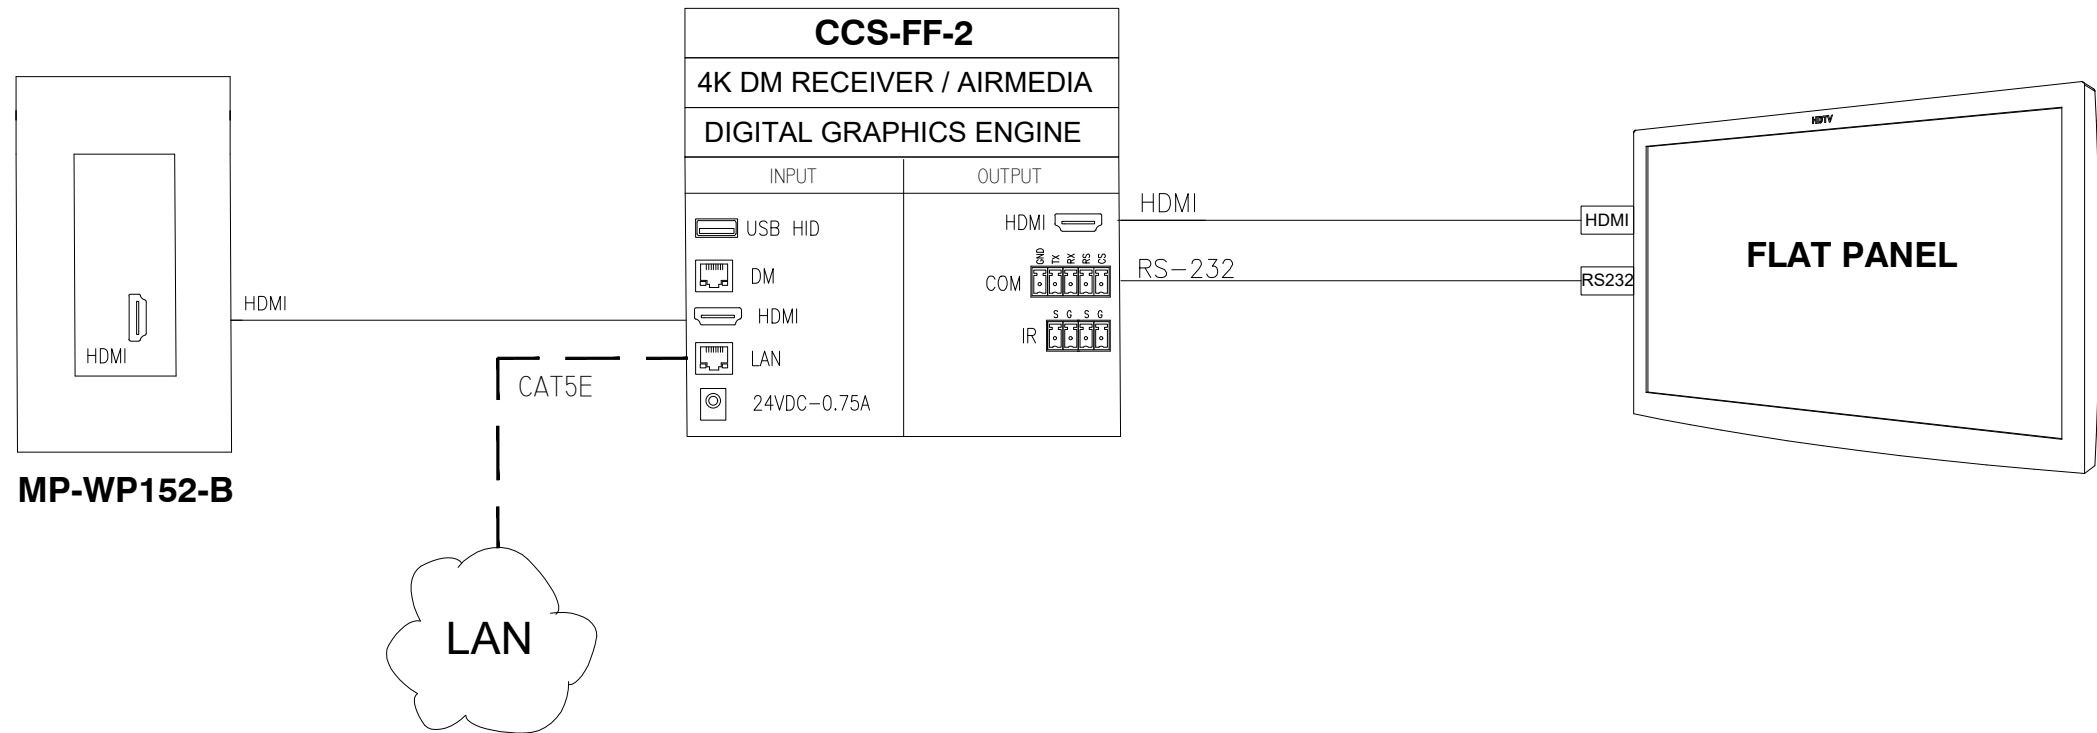 CCS-FF-2
4K DM RECEIVER / AIRMEDIA
DIGITAL GRAPHICS ENGINE
INPUT
OUTPUT
USB HID
DM
HDMI
LAN
24VDC-0.75A
HDMI
GND TX RX RS CS
COM
S G S G
IR
HDMI
HDMI
MP-WP152-B
CAT5E
LAN
HDMI
RS-232
HDMI
RS232
HDTV
FLAT PANEL